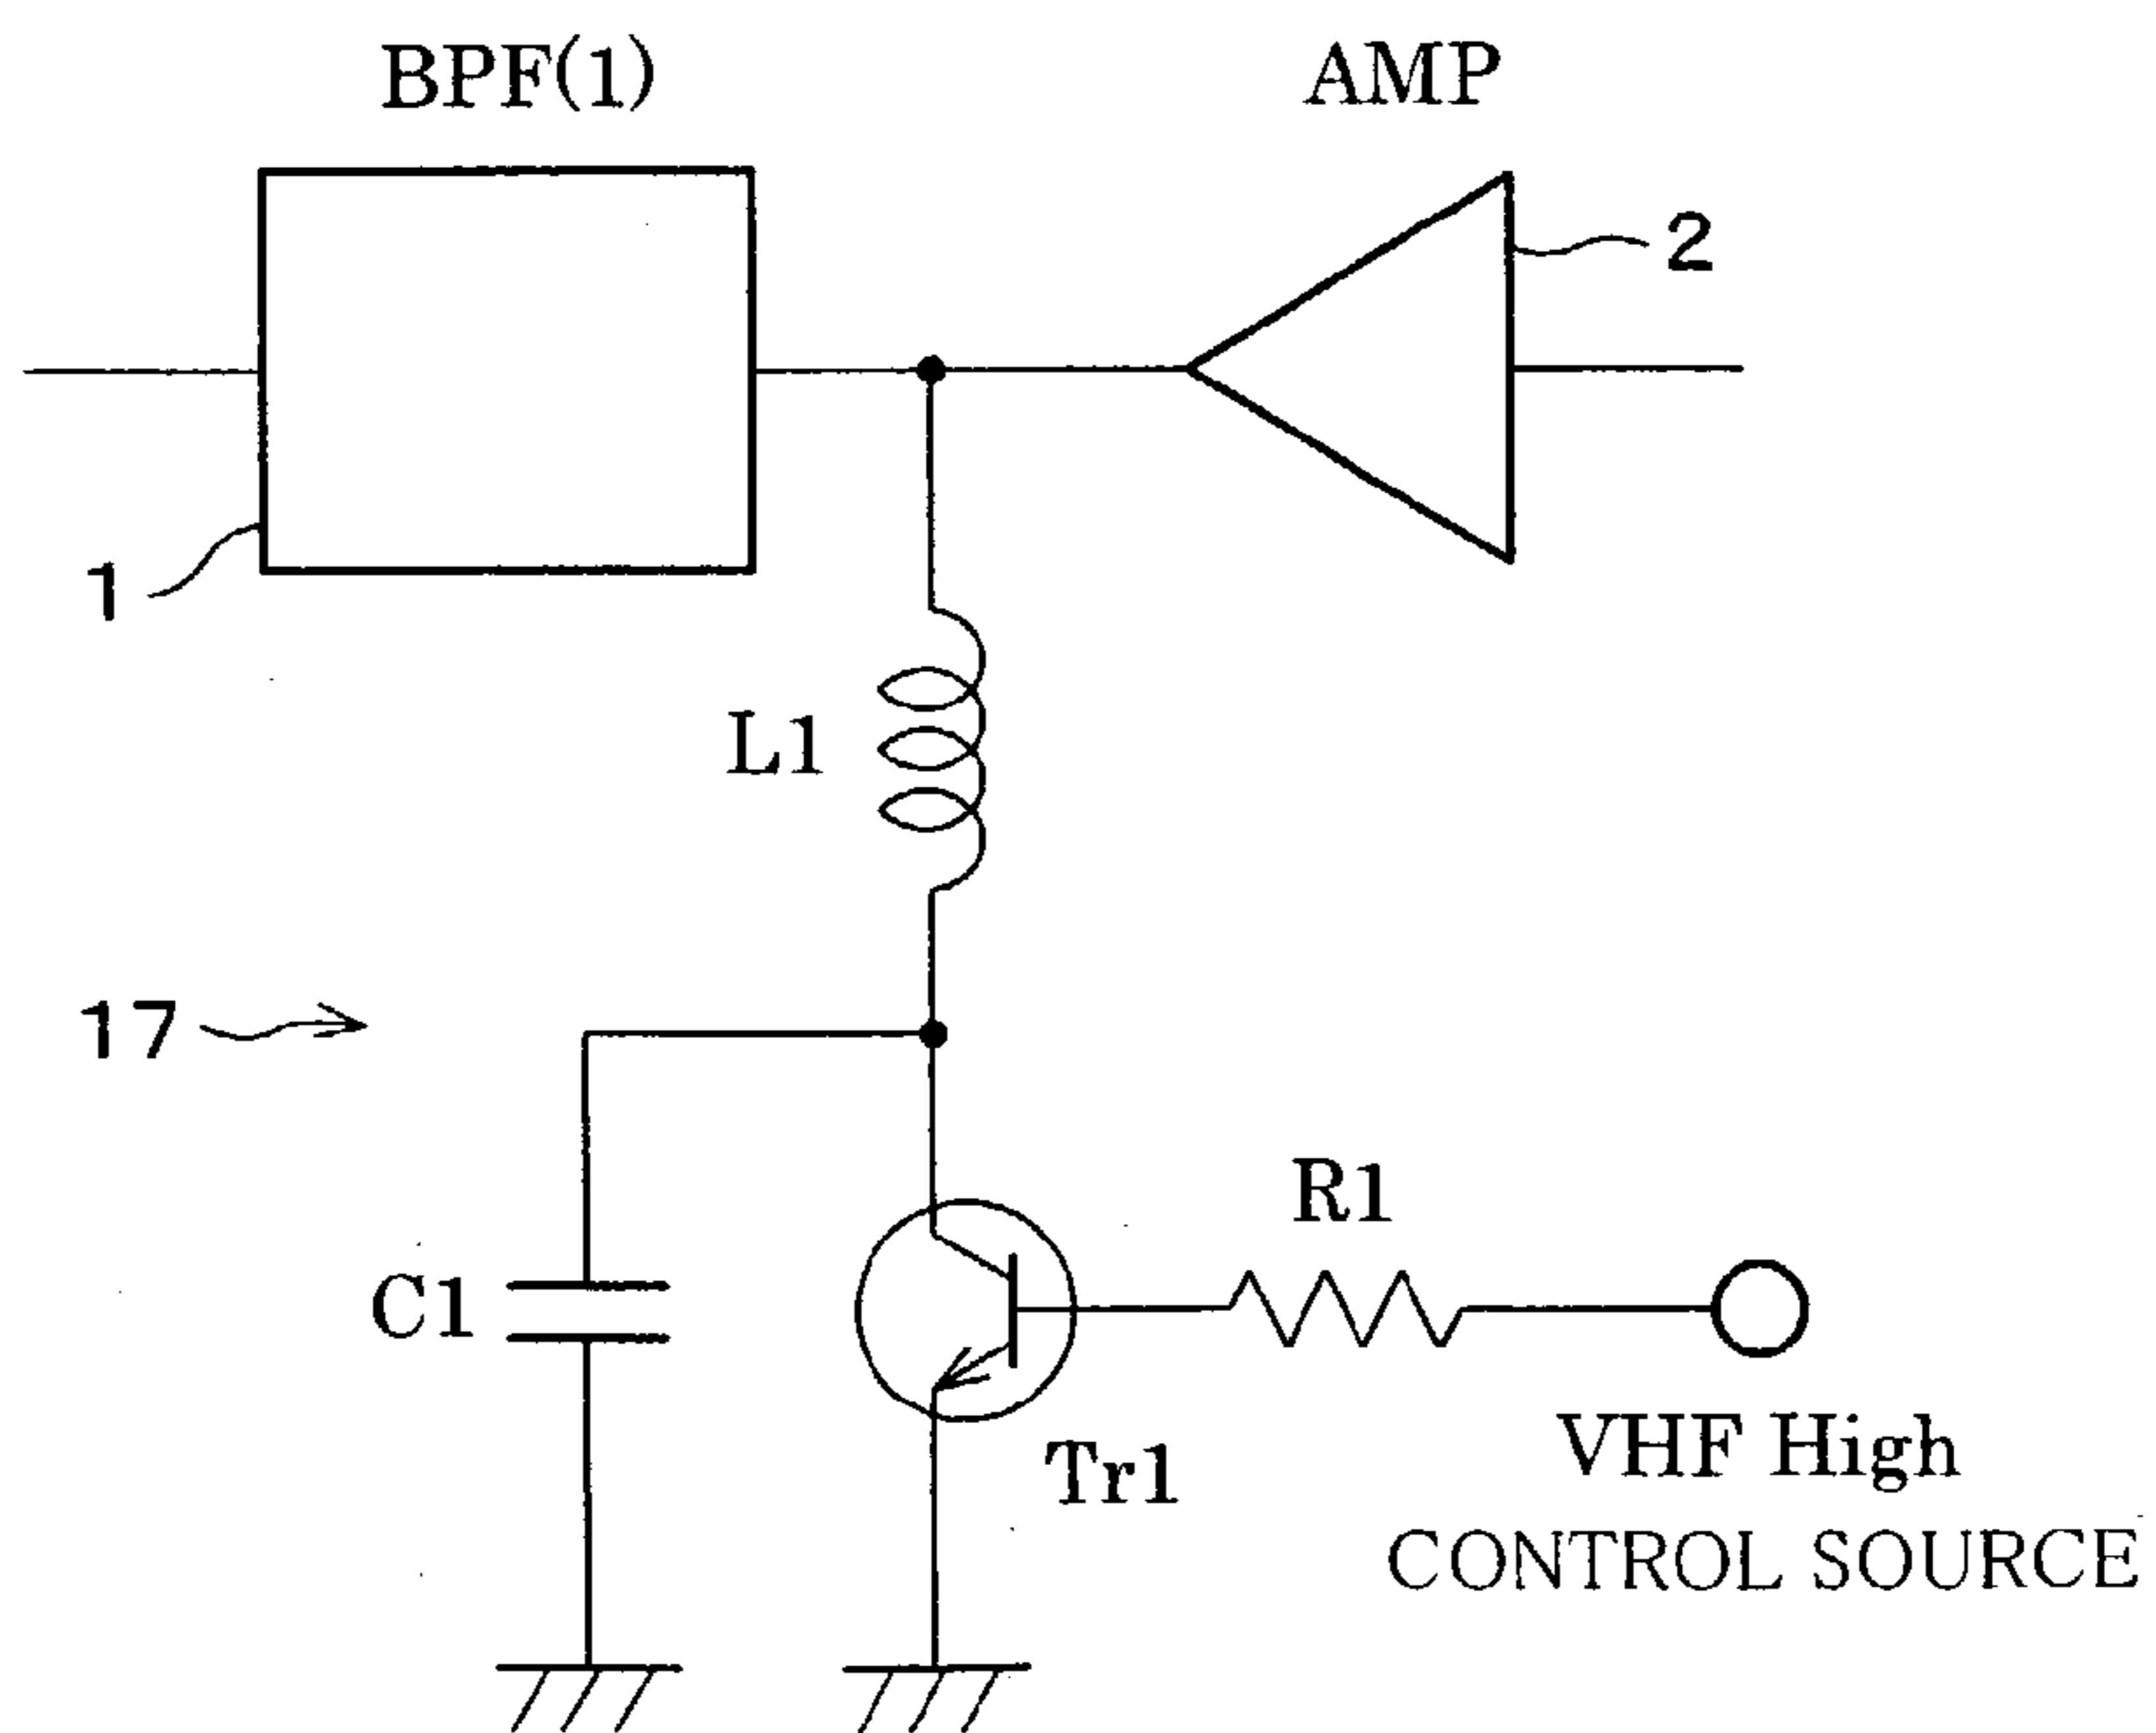 BPF(1)
AMP
2
1
L1
17
R1
C1
Tr1
VHF High
CONTROL SOURCE